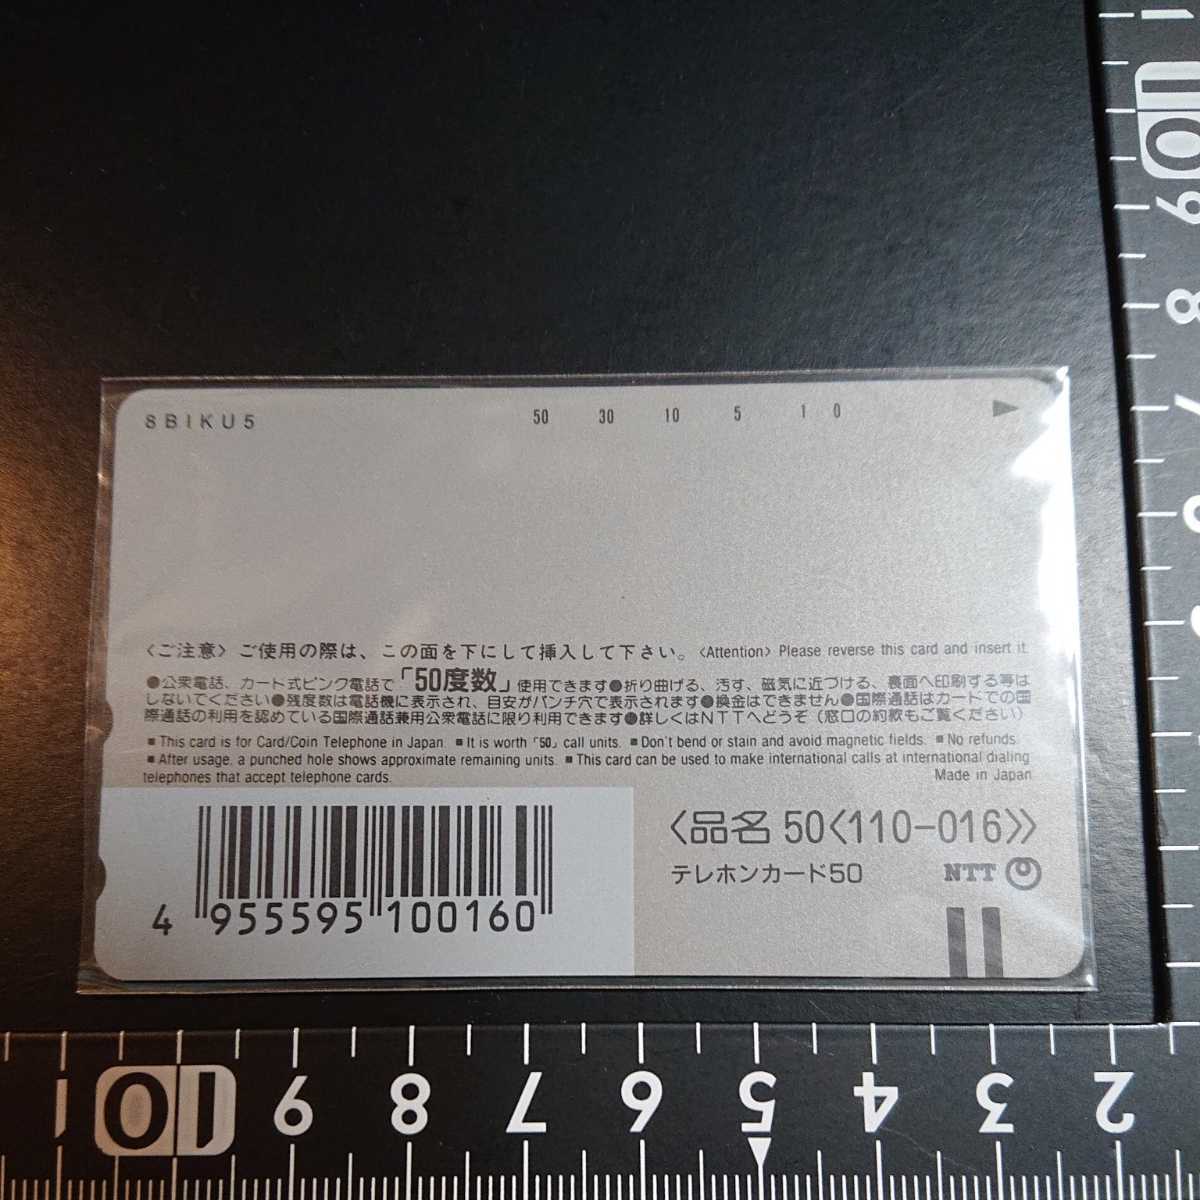 8BIKU5
50 30 10 5 1 0
〈ご注意〉ご使用の際は、この面を下にして挿入して下さい。〈Attention〉Please reverse this card and insert it.
●公衆電話、カード式ピンク電話で「50度数」使用できます●折り曲げる、汚す、磁気に近づける、裏面へ印刷する等は
しないでください●残度数は電話機に表示され、目安がパンチ穴で表示されます●換金はできません●国際通話はカードでの国
際通話の利用を認めている国際通話兼用公衆電話に限り利用できます●詳しくはNTTへどうぞ（窓口の約款もご覧ください）
■This card is for Card/Coin Telephone in Japan. ■It is worth「50」call units. ■Don't bend or stain and avoid magnetic fields. ■No refunds.
■After usage, a punched hole shows approximate remaining units. ■This card can be used to make international calls at international dialing
telephones that accept telephone cards. Made in Japan
4 955595 100160
〈品名 50〈110-016〉〉
テレホンカード50 NTT
10 9 8 7 6 5 4 3 2
1
10
9
8
7